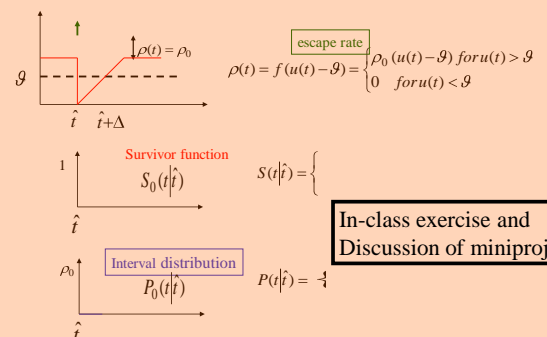 ρ(t) = ρ₀
escape rate
ϑ
ρ(t) = f(u(t) − ϑ) = { ρ₀ (u(t) − ϑ) for u(t) > ϑ
0 for u(t) < ϑ
t̂ t̂+Δ
Survivor function
1
S₀(t|t̂)
S(t|t̂) = {
t̂
In-class exercise and
Discussion of miniproj
ρ₀
Interval distribution
P₀(t|t̂)
P(t|t̂) =
t̂